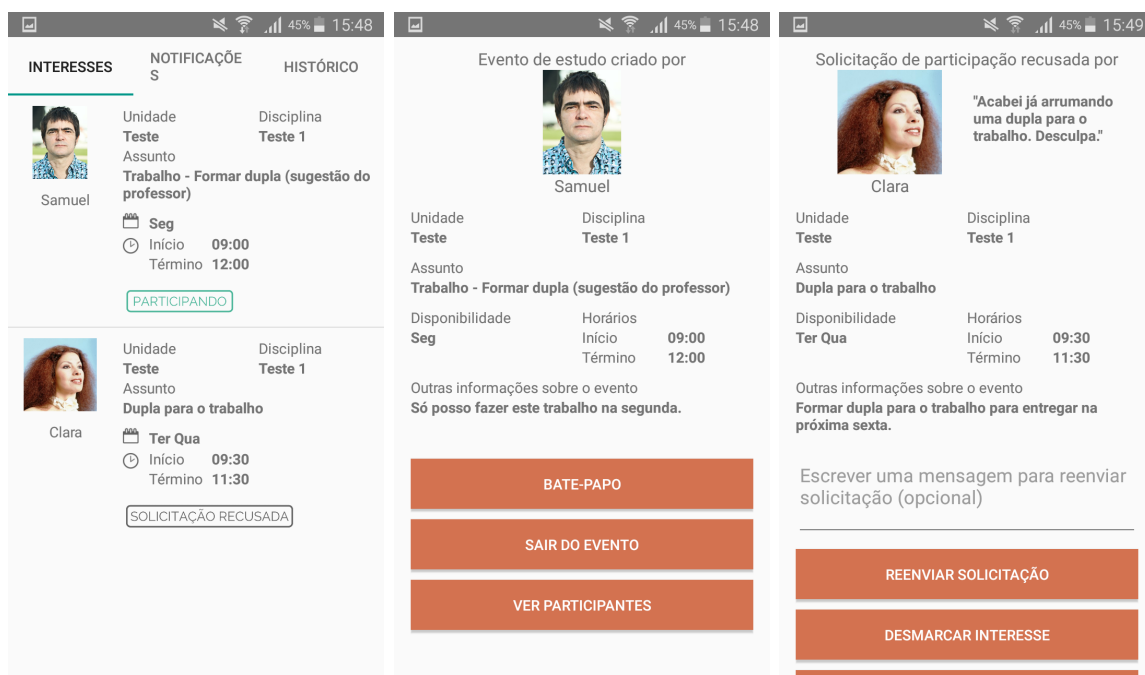 45% 15:48
INTERESSES
NOTIFICAÇÕE
S
HISTÓRICO
Samuel
Unidade Disciplina
Teste Teste 1
Assunto
Trabalho - Formar dupla (sugestão do
professor)
Seg
Início 09:00
Término 12:00
PARTICIPANDO
Clara
Unidade Disciplina
Teste Teste 1
Assunto
Dupla para o trabalho
Ter Qua
Início 09:30
Término 11:30
SOLICITAÇÃO RECUSADA
45% 15:48
Evento de estudo criado por
Samuel
Unidade Disciplina
Teste Teste 1
Assunto
Trabalho - Formar dupla (sugestão do professor)
Disponibilidade Horários
Seg Início 09:00
Término 12:00
Outras informações sobre o evento
Só posso fazer este trabalho na segunda.
BATE-PAPO
SAIR DO EVENTO
VER PARTICIPANTES
45% 15:49
Solicitação de participação recusada por
"Acabei já arrumando
uma dupla para o
trabalho. Desculpa."
Clara
Unidade Disciplina
Teste Teste 1
Assunto
Dupla para o trabalho
Disponibilidade Horários
Ter Qua Início 09:30
Término 11:30
Outras informações sobre o evento
Formar dupla para o trabalho para entregar na
próxima sexta.
Escrever uma mensagem para reenviar
solicitação (opcional)
REENVIAR SOLICITAÇÃO
DESMARCAR INTERESSE